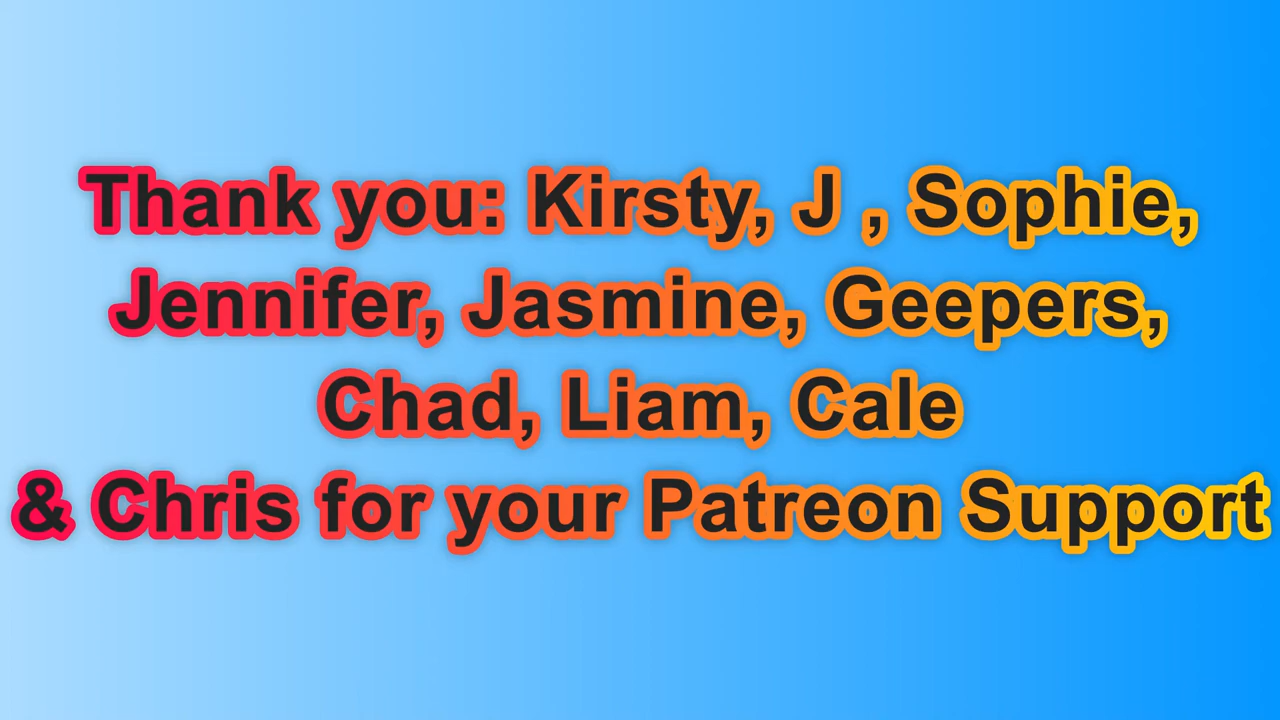 Thank you: Kirsty, J , Sophie,
Jennifer, Jasmine, Geepers,
Chad, Liam, Cale
& Chris for your Patreon Support